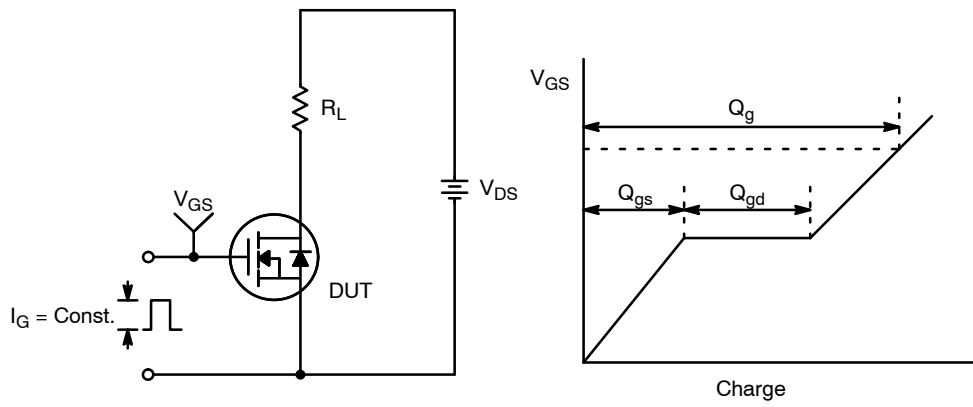 R_L
V_GS
V_DS
DUT
I_G = Const.
V_GS
Q_g
Q_gs
Q_gd
Charge